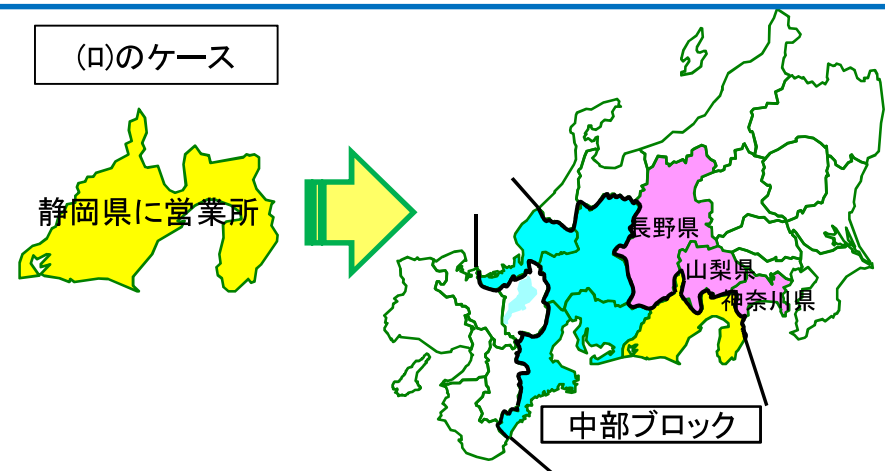 (ロ)のケース
静岡県に営業所
長野県
山梨県
神奈川県
中部ブロック